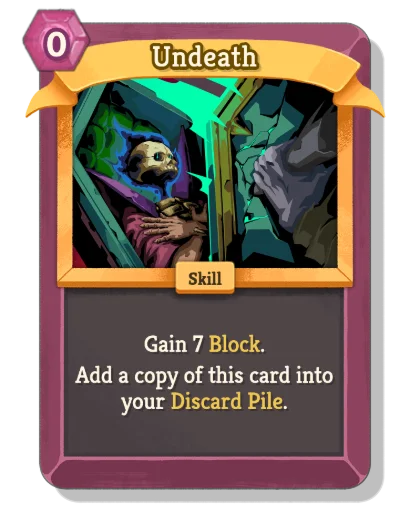 0
Undeath
Skill
Gain 7 Block.
Add a copy of this card into
your Discard Pile.